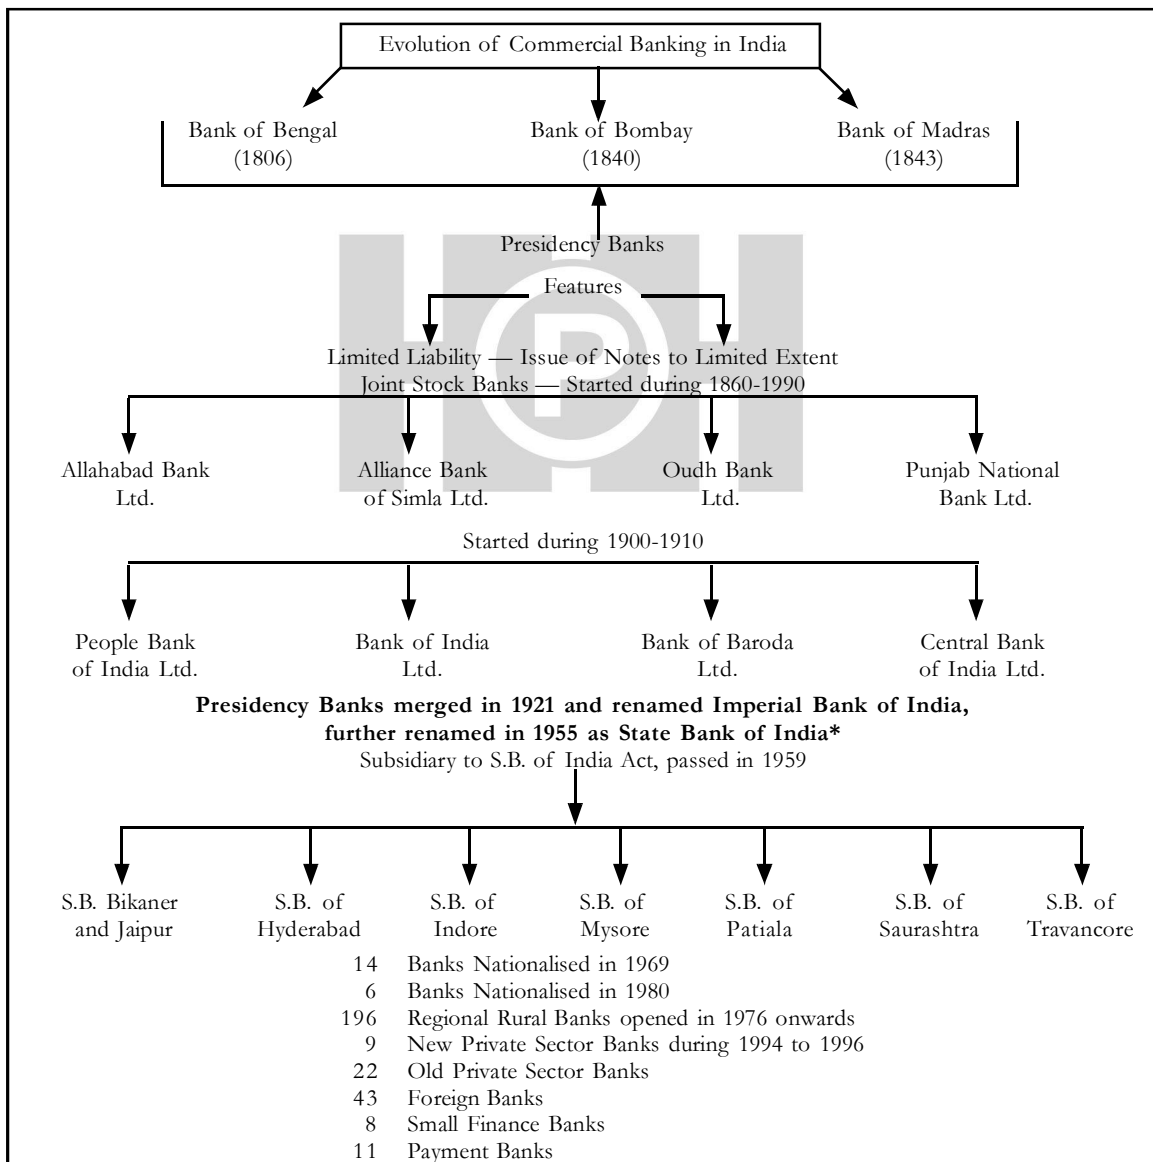 Evolution of Commercial Banking in India
Bank of Bengal Bank of Bombay Bank of Madras
(1806) (1840) (1843)
Presidency Banks
Features
Limited Liability — Issue of Notes to Limited Extent
Joint Stock Banks — Started during 1860-1990
Allahabad Bank Alliance Bank Oudh Bank Punjab National
Ltd. of Simla Ltd. Ltd. Bank Ltd.
Started during 1900-1910
People Bank Bank of India Bank of Baroda Central Bank
of India Ltd. Ltd. Ltd. of India Ltd.
Presidency Banks merged in 1921 and renamed Imperial Bank of India,
further renamed in 1955 as State Bank of India*
Subsidiary to S.B. of India Act, passed in 1959
S.B. Bikaner S.B. of S.B. of S.B. of S.B. of S.B. of S.B. of
and Jaipur Hyderabad Indore Mysore Patiala Saurashtra Travancore
14 Banks Nationalised in 1969
6 Banks Nationalised in 1980
196 Regional Rural Banks opened in 1976 onwards
9 New Private Sector Banks during 1994 to 1996
22 Old Private Sector Banks
43 Foreign Banks
8 Small Finance Banks
11 Payment Banks
HPH